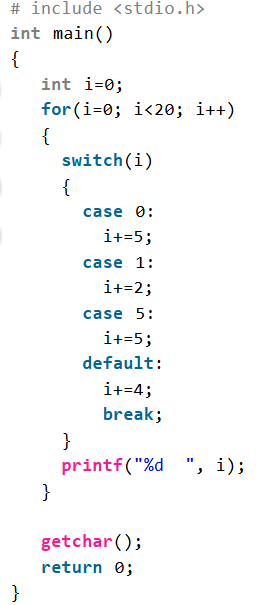 # include <stdio.h>
int main()
{
   int i=0;
   for(i=0; i<20; i++)
   {
     switch(i)
     {
       case 0:
         i+=5;
       case 1:
         i+=2;
       case 5:
         i+=5;
       default:
         i+=4;
         break;
     }
     printf("%d  ", i);
   }

   getchar();
   return 0;
}